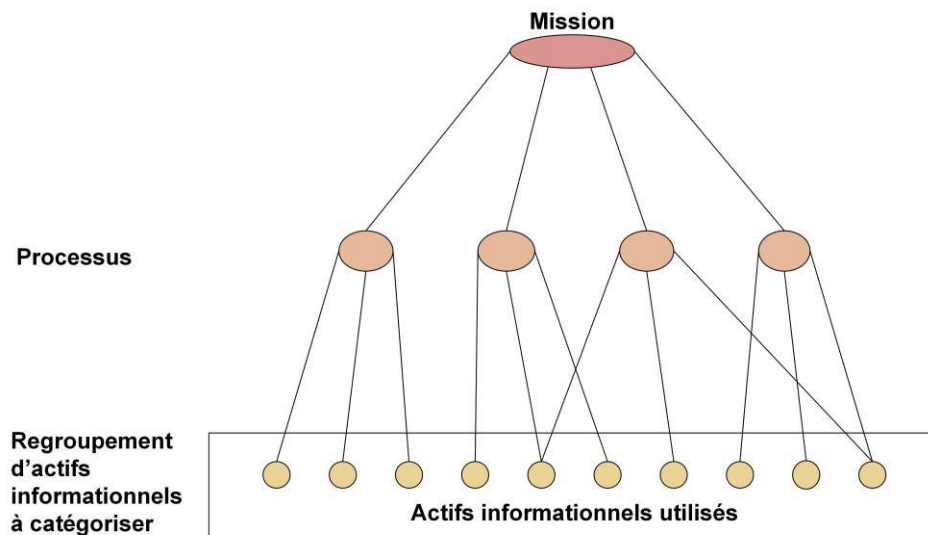 Mission
Processus
Regroupement
d'actifs
informationnels
à catégoriser
Actifs informationnels utilisés